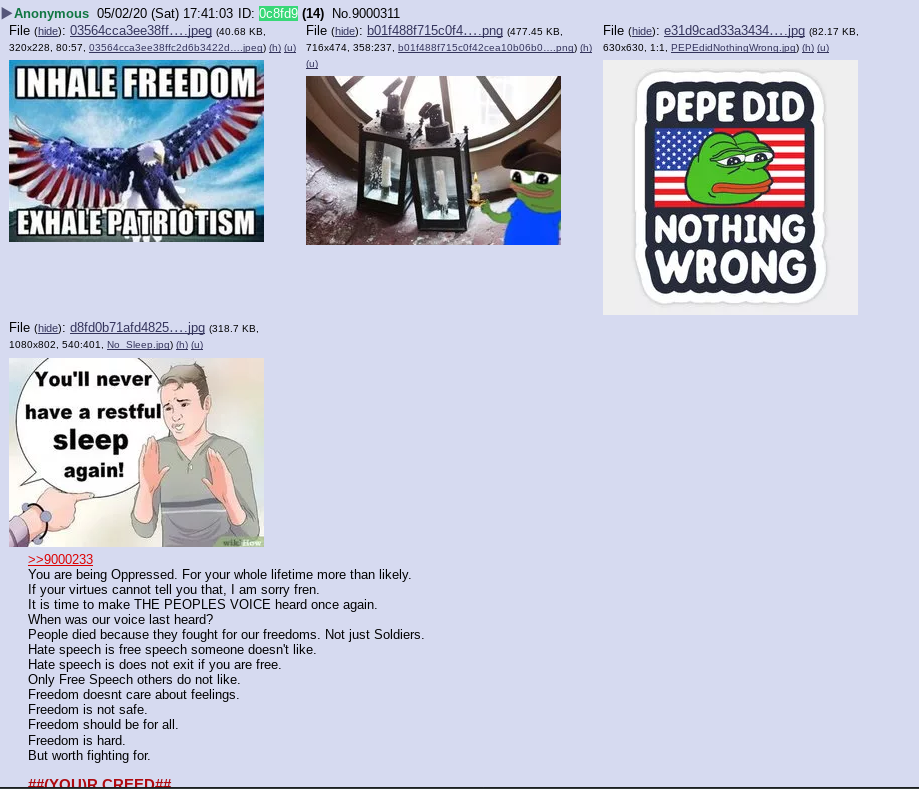 ▶Anonymous 05/02/20 (Sat) 17:41:03 ID: 0c8fd9 (14) No.9000311
File (hide): 03564cca3ee38ff….jpeg (40.68 KB, 320x228, 80:57, 03564cca3ee38ffc2d6b3422d….jpeg) (h) (u)
INHALE FREEDOM
EXHALE PATRIOTISM
File (hide): b01f488f715c0f4….png (477.45 KB, 716x474, 358:237, b01f488f715c0f42cea10b06b0….png) (h) (u)
File (hide): e31d9cad33a3434….jpg (82.17 KB, 630x630, 1:1, PEPEdidNothingWrong.jpg) (h) (u)
PEPE DID
NOTHING
WRONG
File (hide): d8fd0b71afd4825….jpg (318.7 KB, 1080x802, 540:401, No_Sleep.jpg) (h) (u)
You'll never
have a restful
sleep
again!
wikiHow
>>9000233
You are being Oppressed. For your whole lifetime more than likely.
If your virtues cannot tell you that, I am sorry fren.
It is time to make THE PEOPLES VOICE heard once again.
When was our voice last heard?
People died because they fought for our freedoms. Not just Soldiers.
Hate speech is free speech someone doesn't like.
Hate speech is does not exit if you are free.
Only Free Speech others do not like.
Freedom doesnt care about feelings.
Freedom is not safe.
Freedom should be for all.
Freedom is hard.
But worth fighting for.
##(YOU)R CREED##